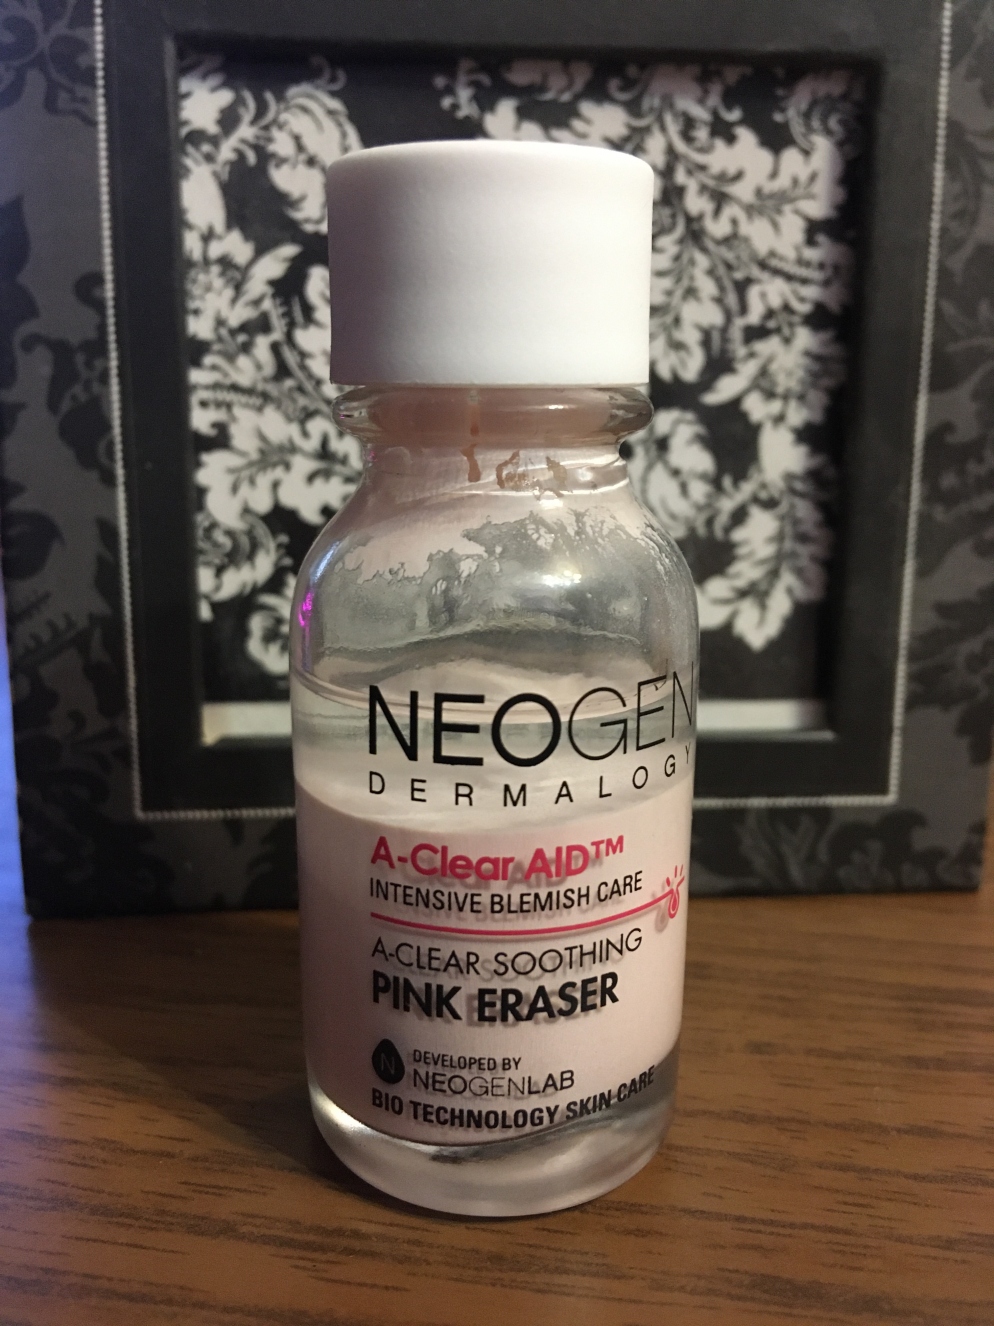 NEOGEN
DERMALOGY
A-Clear AID™
INTENSIVE BLEMISH CARE
A-CLEAR SOOTHING
PINK ERASER
N
DEVELOPED BY
NEOGENLAB
BIO TECHNOLOGY SKIN CARE